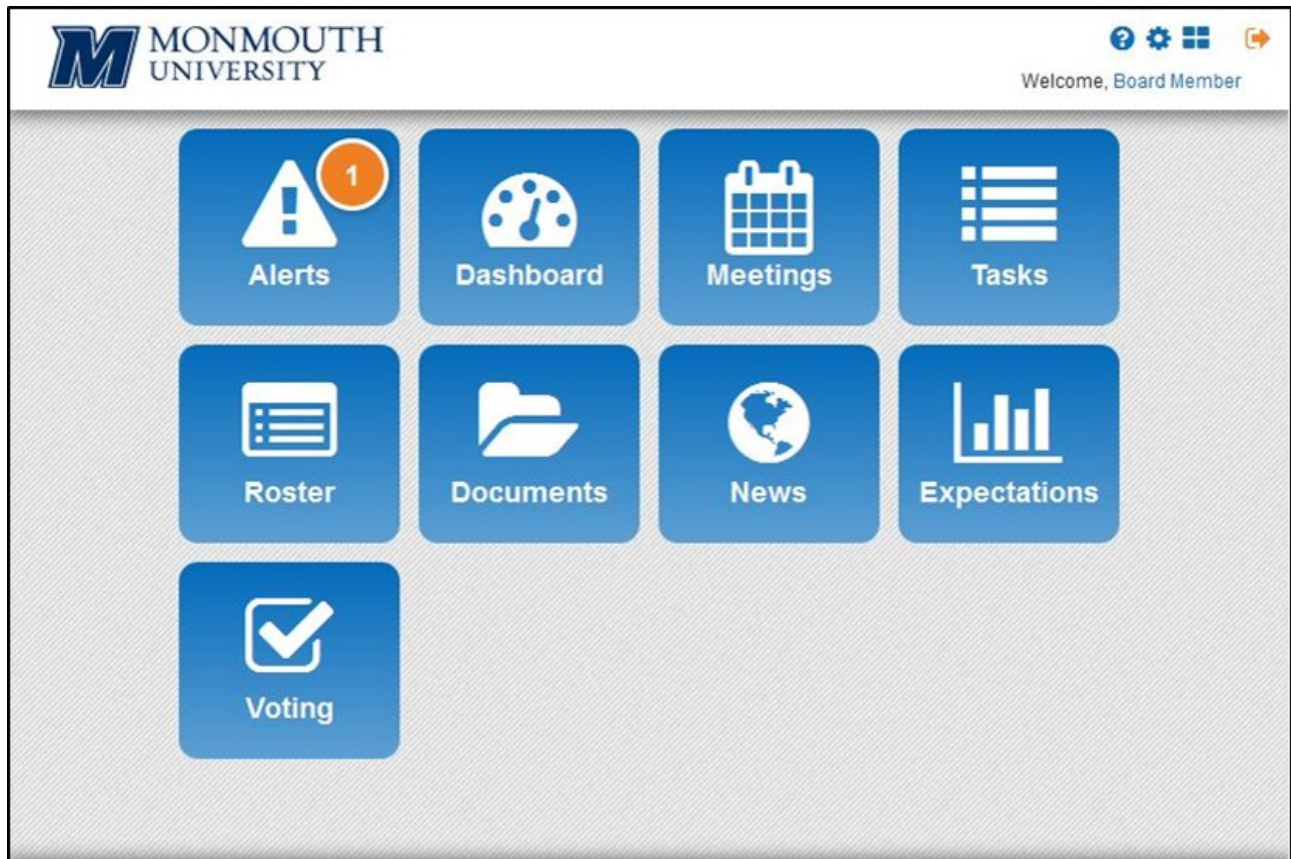 MONMOUTH
UNIVERSITY
Welcome, Board Member
1
Alerts
Dashboard
Meetings
Tasks
Roster
Documents
News
Expectations
Voting